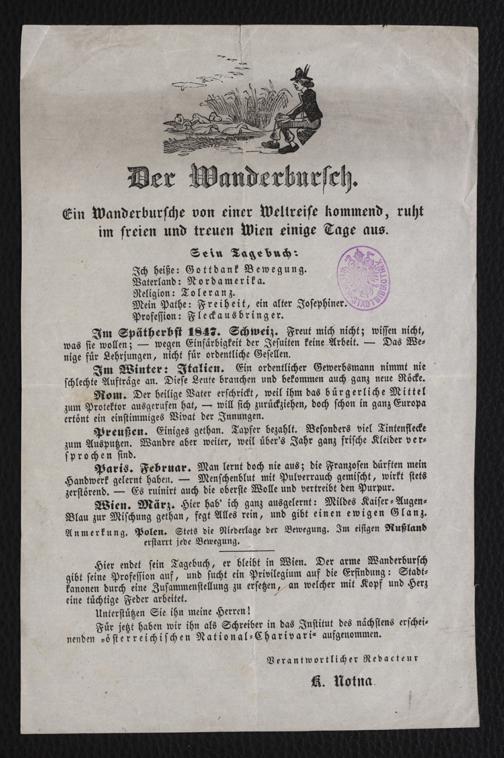 Der Wanderbursch.
Ein Wanderbursche von einer Weltreise kommend, ruht
im freien und treuen Wien einige Tage aus.
Sein Tagebuch:
Ich heiße: Gottdank Bewegung.
Vaterland: Nordamerika.
Religion: Toleranz.
Mein Pathe: Freiheit, ein alter Josephiner.
Profession: Fleckausbringer.
Im Spätherbst 1847. Schweiz. Freut mich nicht; wissen nicht,
was sie wollen; — wegen Einfärbigkeit der Jesuiten keine Arbeit. — Das We-
nige für Lehrjungen, nicht für ordentliche Gesellen.
Im Winter: Italien. Ein ordentlicher Gewerbsmann nimmt nie
schlechte Aufträge an. Diese Leute brauchen und bekommen auch ganz neue Röcke.
Rom. Der heilige Vater erschrickt, weil ihm das bürgerliche Mittel
zum Protektor ausgerufen hat, — will sich zurückziehen, doch schon in ganz Europa
ertönt ein einstimmiges Vivat der Innungen.
Preußen. Einiges gethan. Tapfer bezahlt. Besonders viel Tintenflecke
zum Ausputzen. Wandre aber weiter, weil über's Jahr ganz frische Kleider ver-
sprochen sind.
Paris. Februar. Man lernt doch nie aus; die Franzosen dürften mein
Handwerk gelernt haben. — Menschenblut mit Pulverrauch gemischt, wirkt stets
zerstörend. — Es ruinirt auch die oberste Wolle und vertreibt den Purpur.
Wien. März. Hier hab' ich ganz ausgelernt: Mildes Kaiser-Augen-
Blau zur Mischung gethan, fegt Alles rein, und gibt einen ewigen Glanz.
Anmerkung. Polen. Stets die Niederlage der Bewegung. Im eisigen Rußland
erstarrt jede Bewegung.
Hier endet sein Tagebuch, er bleibt in Wien. Der arme Wanderbursch
gibt seine Profession auf, und sucht ein Privilegium auf die Erfindung: Stadt-
kanonen durch eine Zusammenstellung zu ersetzen, an welcher mit Kopf und Herz
eine tüchtige Feder arbeitet.
Unterstützen Sie ihn meine Herren!
Für jetzt haben wir ihn als Schreiber in das Institut des nächstens erschei-
nenden „österreichischen National-Charivari“ aufgenommen.
Verantwortlicher Redacteur
K. Notna